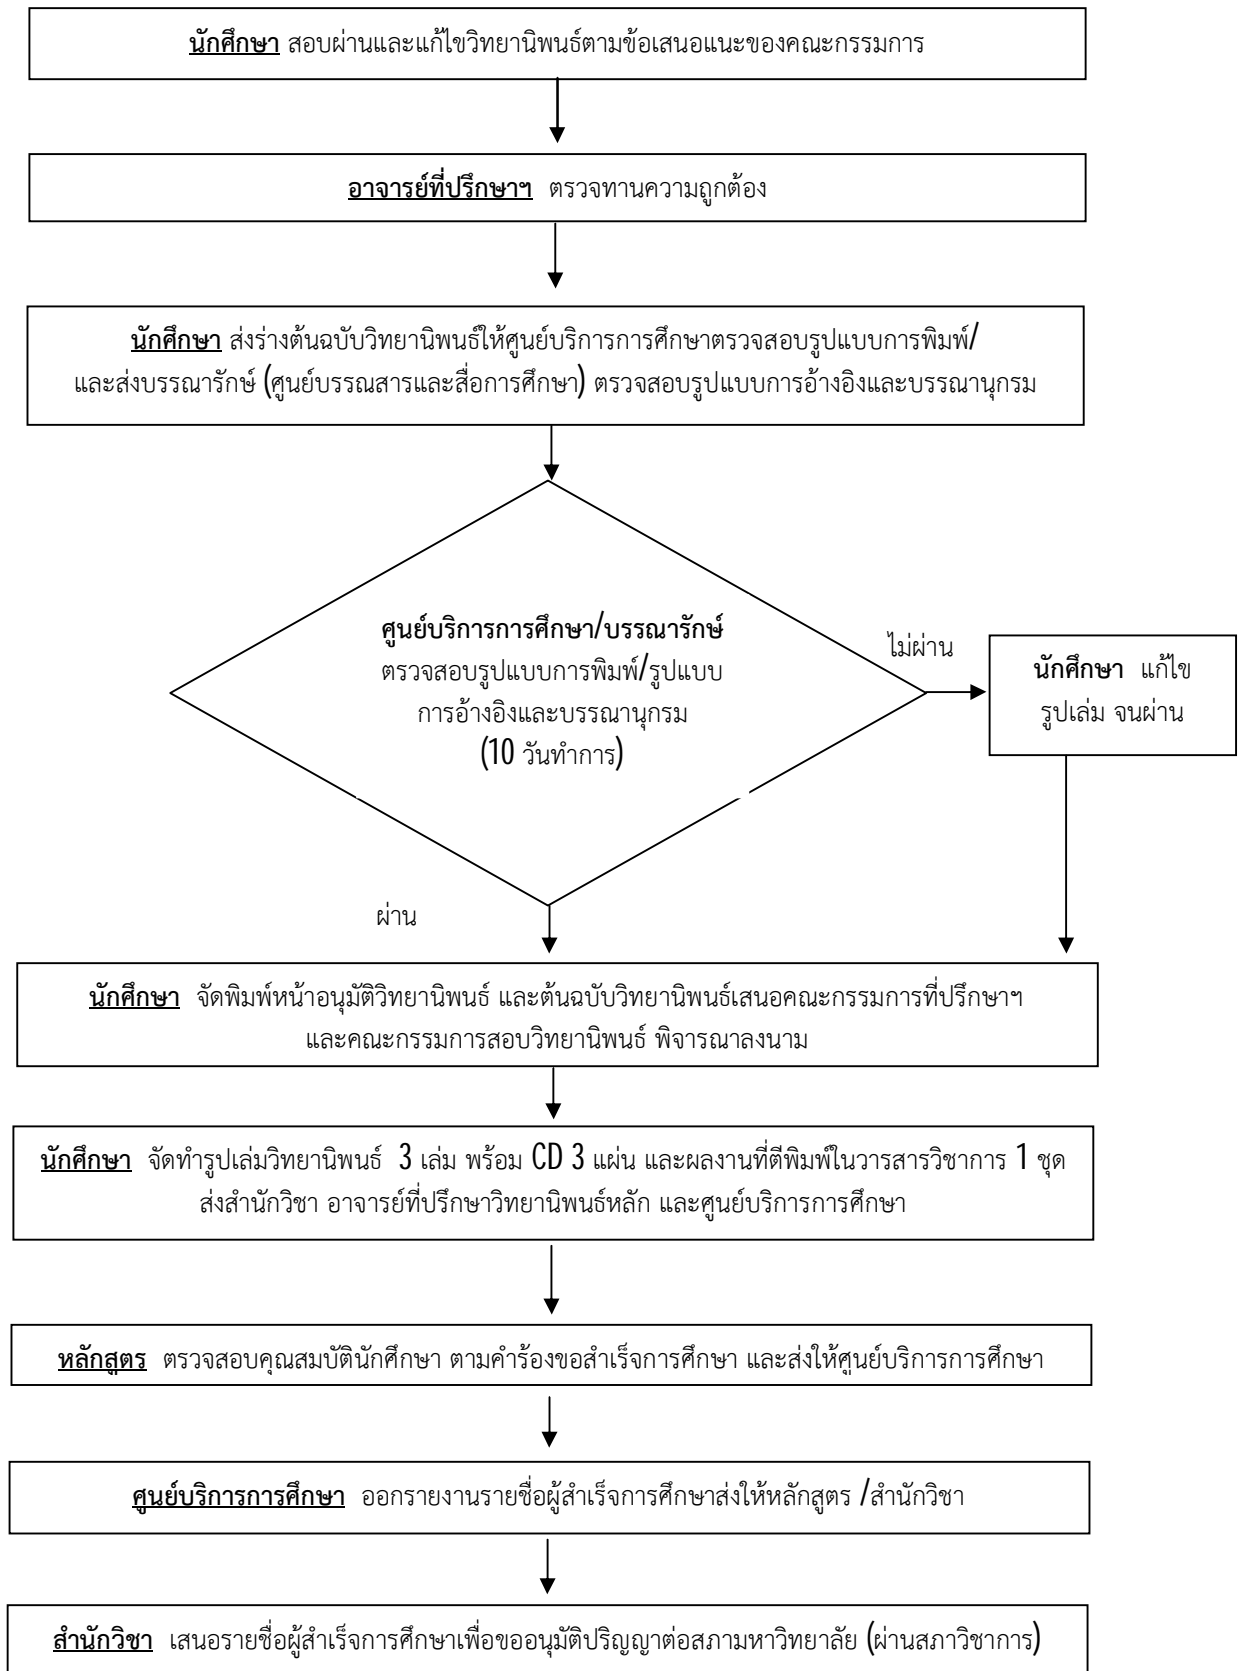 นักศึกษา สอบผ่านและแก้ไขวิทยานิพนธ์ตามข้อเสนอแนะของคณะกรรมการ
อาจารย์ที่ปรึกษาฯ ตรวจทานความถูกต้อง
นักศึกษา ส่งร่างต้นฉบับวิทยานิพนธ์ให้ศูนย์บริการการศึกษาตรวจสอบรูปแบบการพิมพ์/
และส่งบรรณารักษ์ (ศูนย์บรรณสารและสื่อการศึกษา) ตรวจสอบรูปแบบการอ้างอิงและบรรณานุกรม
ศูนย์บริการการศึกษา/บรรณารักษ์
ตรวจสอบรูปแบบการพิมพ์/รูปแบบ
การอ้างอิงและบรรณานุกรม
(10 วันทำการ)
ไม่ผ่าน
นักศึกษา แก้ไข
รูปเล่ม จนผ่าน
ผ่าน
นักศึกษา จัดพิมพ์หน้าอนุมัติวิทยานิพนธ์ และต้นฉบับวิทยานิพนธ์เสนอคณะกรรมการที่ปรึกษาฯ
และคณะกรรมการสอบวิทยานิพนธ์ พิจารณาลงนาม
นักศึกษา จัดทำรูปเล่มวิทยานิพนธ์ 3 เล่ม พร้อม CD 3 แผ่น และผลงานที่ตีพิมพ์ในวารสารวิชาการ 1 ชุด
ส่งสำนักวิชา อาจารย์ที่ปรึกษาวิทยานิพนธ์หลัก และศูนย์บริการการศึกษา
หลักสูตร ตรวจสอบคุณสมบัตินักศึกษา ตามคำร้องขอสำเร็จการศึกษา และส่งให้ศูนย์บริการการศึกษา
ศูนย์บริการการศึกษา ออกรายงานรายชื่อผู้สำเร็จการศึกษาส่งให้หลักสูตร /สำนักวิชา
สำนักวิชา เสนอรายชื่อผู้สำเร็จการศึกษาเพื่อขออนุมัติปริญญาต่อสภามหาวิทยาลัย (ผ่านสภาวิชาการ)